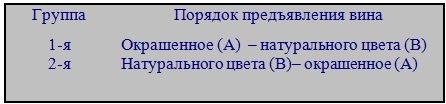 Группа Порядок предъявления вина
1-я Окрашенное (А) – натурального цвета (В)
2-я Натурального цвета (В)– окрашенное (А)